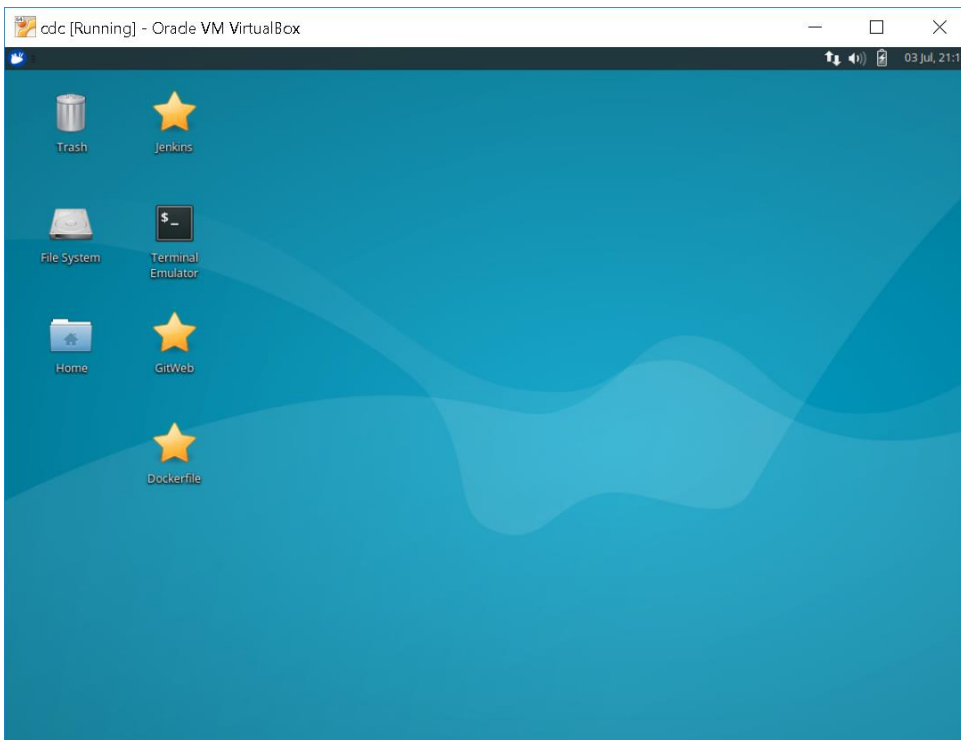 cdc [Running] - Oracle VM VirtualBox
03 Jul, 21:1
Trash
Jenkins
$_
File System
Terminal
Emulator
Home
GitWeb
Dockerfile